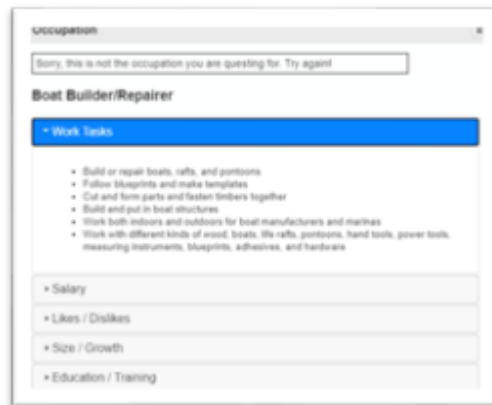 Occupation
Sorry, this is not the occupation you are questing for. Try again!
Boat Builder/Repairer
Work Tasks
Build or repair boats, rafts, and pontoons
Follow blueprints and make templates
Cut and form parts and fasten timbers together
Build and put in boat structures
Work both indoors and outdoors for boat manufacturers and marinas
Work with different kinds of wood, boats, life rafts, pontoons, hand tools, power tools,
measuring instruments, blueprints, adhesives, and hardware
Salary
Likes / Dislikes
Size / Growth
Education / Training